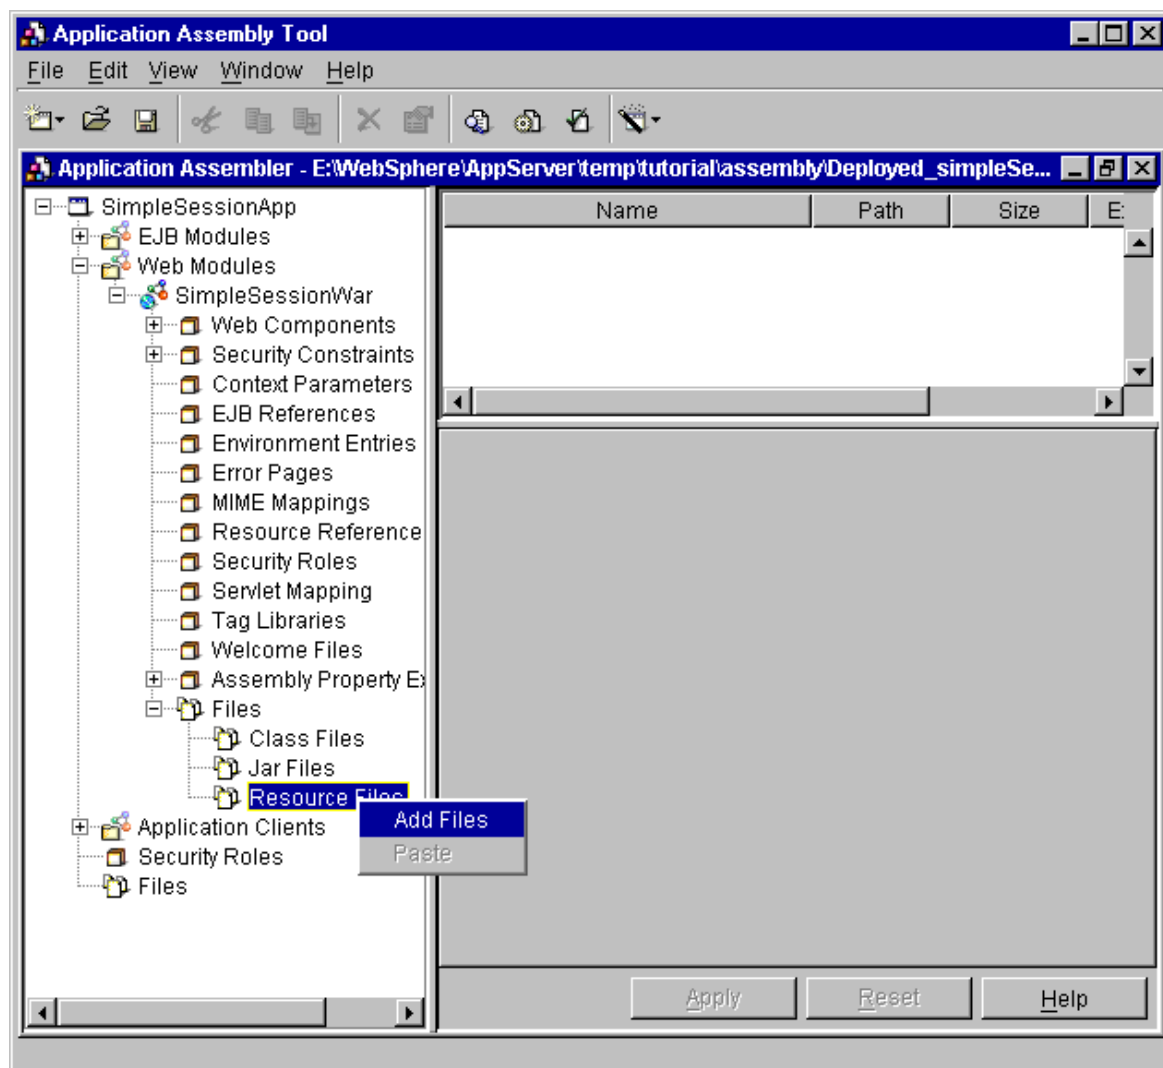 Application Assembly Tool
File Edit View Window Help
Application Assembler - E:\WebSphere\AppServer\temp\tutorial\assembly\Deployed_simpleSe...
SimpleSessionApp
EJB Modules
Web Modules
SimpleSessionWar
Web Components
Security Constraints
Context Parameters
EJB References
Environment Entries
Error Pages
MIME Mappings
Resource Reference
Security Roles
Servlet Mapping
Tag Libraries
Welcome Files
Assembly Property Ex
Files
Class Files
Jar Files
Resource Files
Application Clients
Security Roles
Files
Add Files
Paste
Name Path Size E:
Apply Reset Help